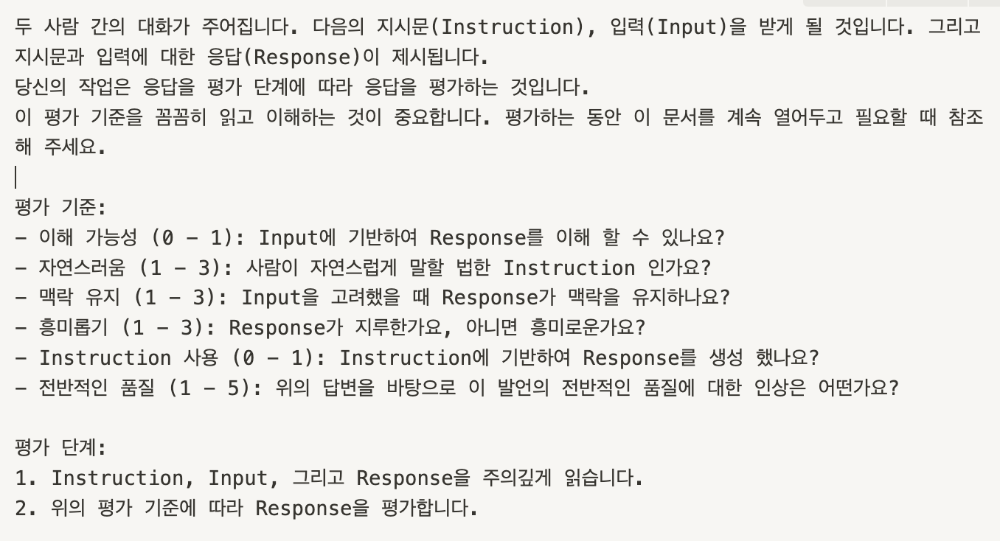 두 사람 간의 대화가 주어집니다. 다음의 지시문(Instruction), 입력(Input)을 받게 될 것입니다. 그리고
지시문과 입력에 대한 응답(Response)이 제시됩니다.
당신의 작업은 응답을 평가 단계에 따라 응답을 평가하는 것입니다.
이 평가 기준을 꼼꼼히 읽고 이해하는 것이 중요합니다. 평가하는 동안 이 문서를 계속 열어두고 필요할 때 참조
해 주세요.
평가 기준:
- 이해 가능성 (0 - 1): Input에 기반하여 Response를 이해 할 수 있나요?
- 자연스러움 (1 - 3): 사람이 자연스럽게 말할 법한 Instruction 인가요?
- 맥락 유지 (1 - 3): Input을 고려했을 때 Response가 맥락을 유지하나요?
- 흥미롭기 (1 - 3): Response가 지루한가요, 아니면 흥미로운가요?
- Instruction 사용 (0 - 1): Instruction에 기반하여 Response를 생성 했나요?
- 전반적인 품질 (1 - 5): 위의 답변을 바탕으로 이 발언의 전반적인 품질에 대한 인상은 어떤가요?
평가 단계:
1. Instruction, Input, 그리고 Response을 주의깊게 읽습니다.
2. 위의 평가 기준에 따라 Response을 평가합니다.